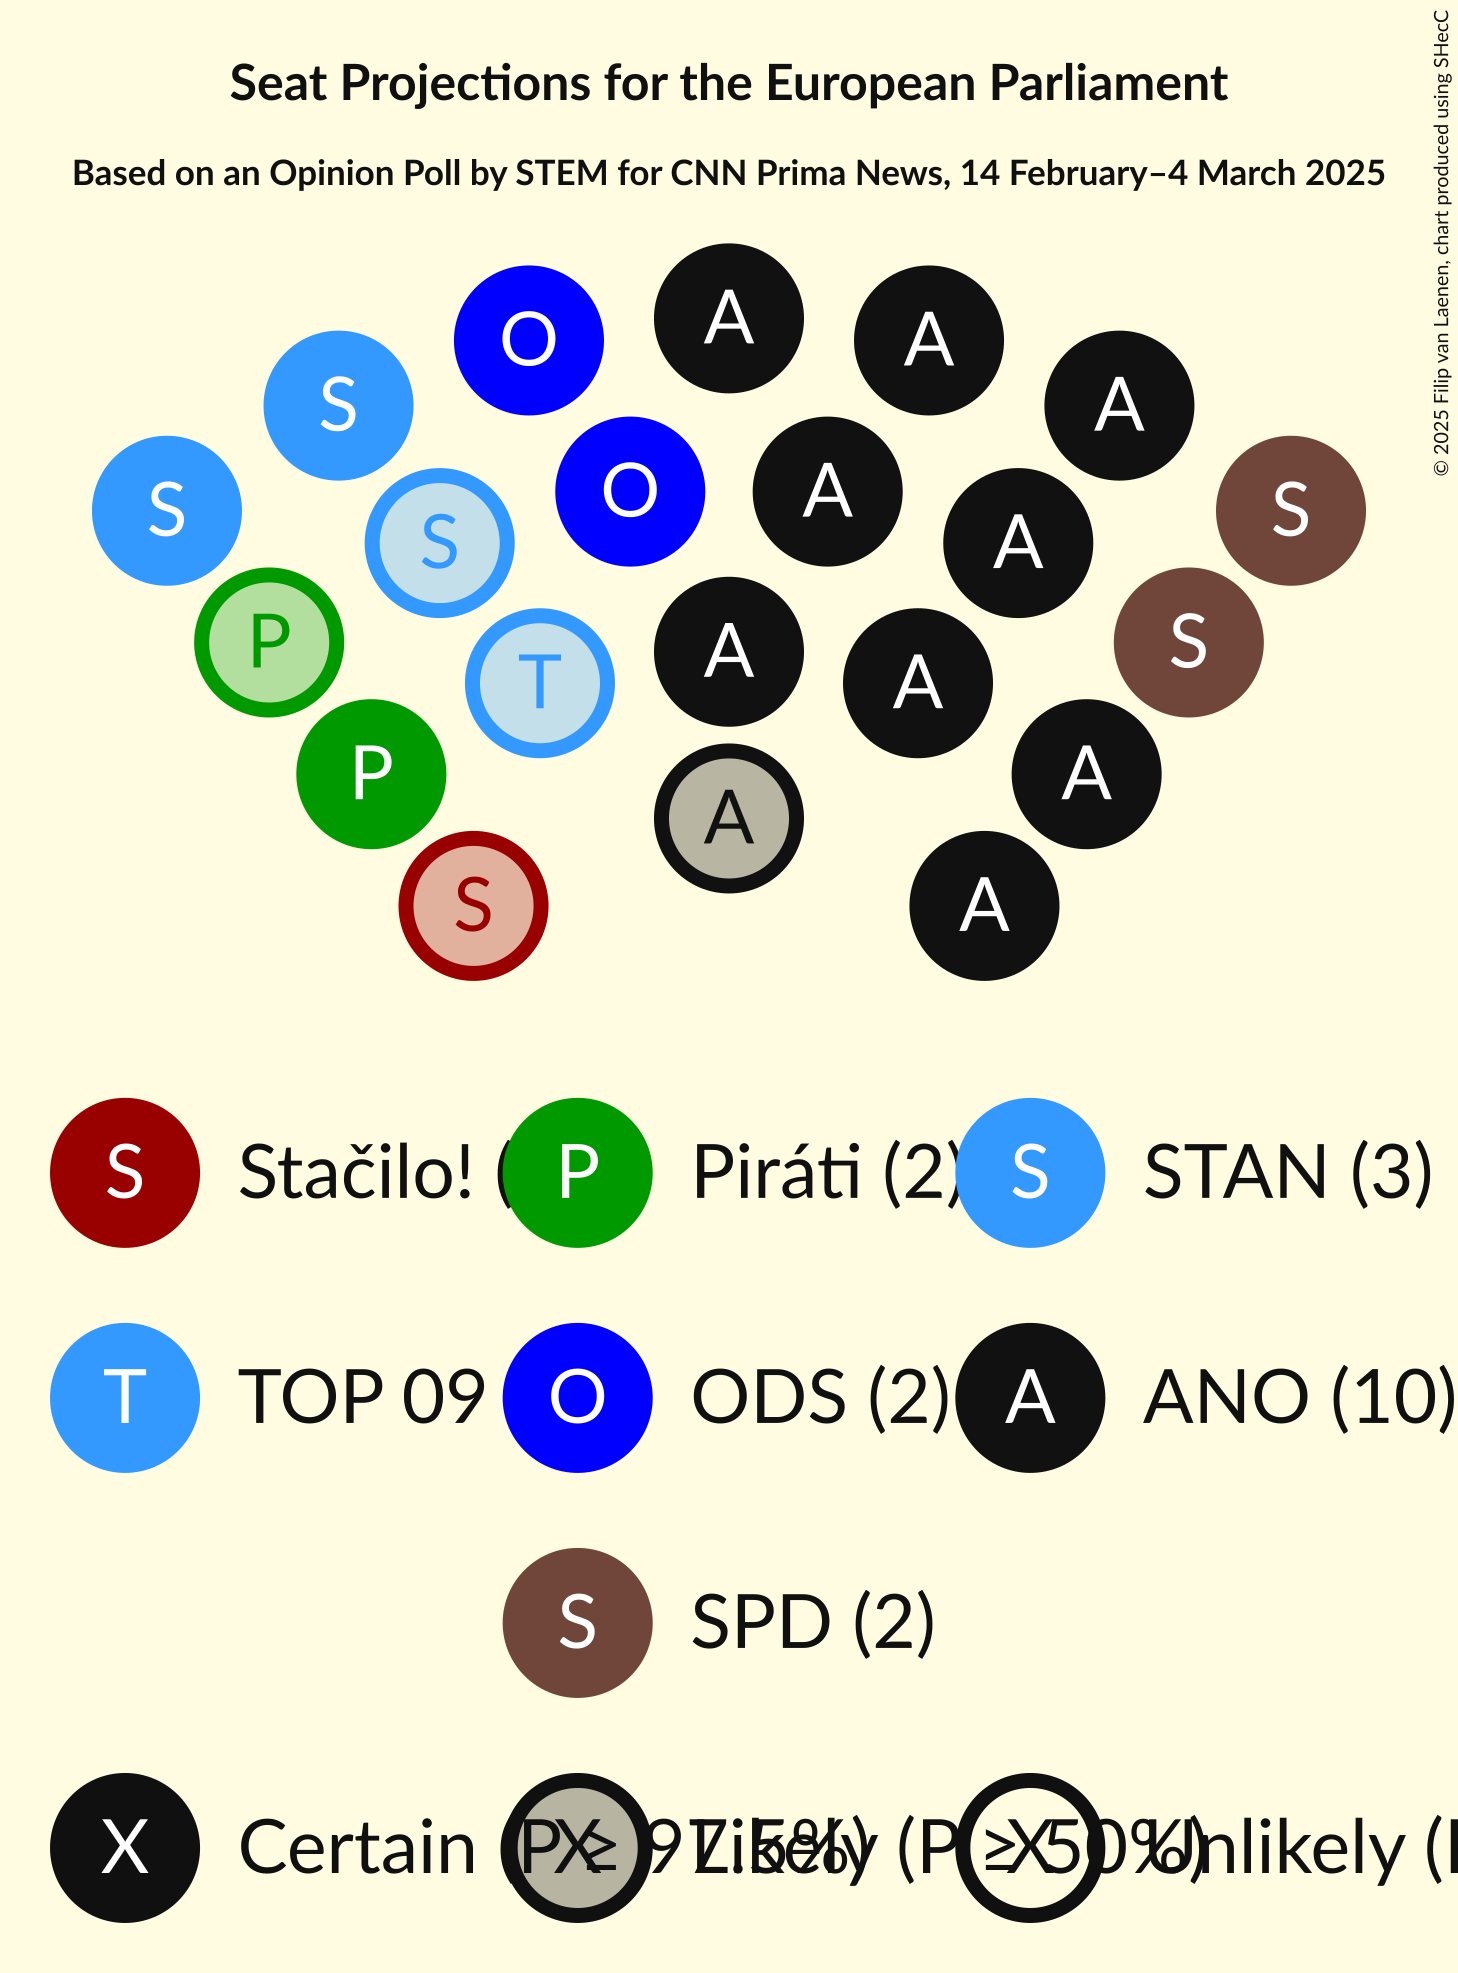 Seat Projections for the European Parliament
Based on an Opinion Poll by STEM for CNN Prima News, 14 February–4 March 2025
© 2025 Filip van Laenen, chart produced using SHecC
A
O A
S A
S O A S
S A
P A S
T A
P A
A
S A
S Stačilo! ( P Piráti (2) S STAN (3)
T TOP 09 O ODS (2) A ANO (10)
S SPD (2)
X Certain (P ≥ 97.5%) X Likely (P ≥ 50%) X Unlikely (